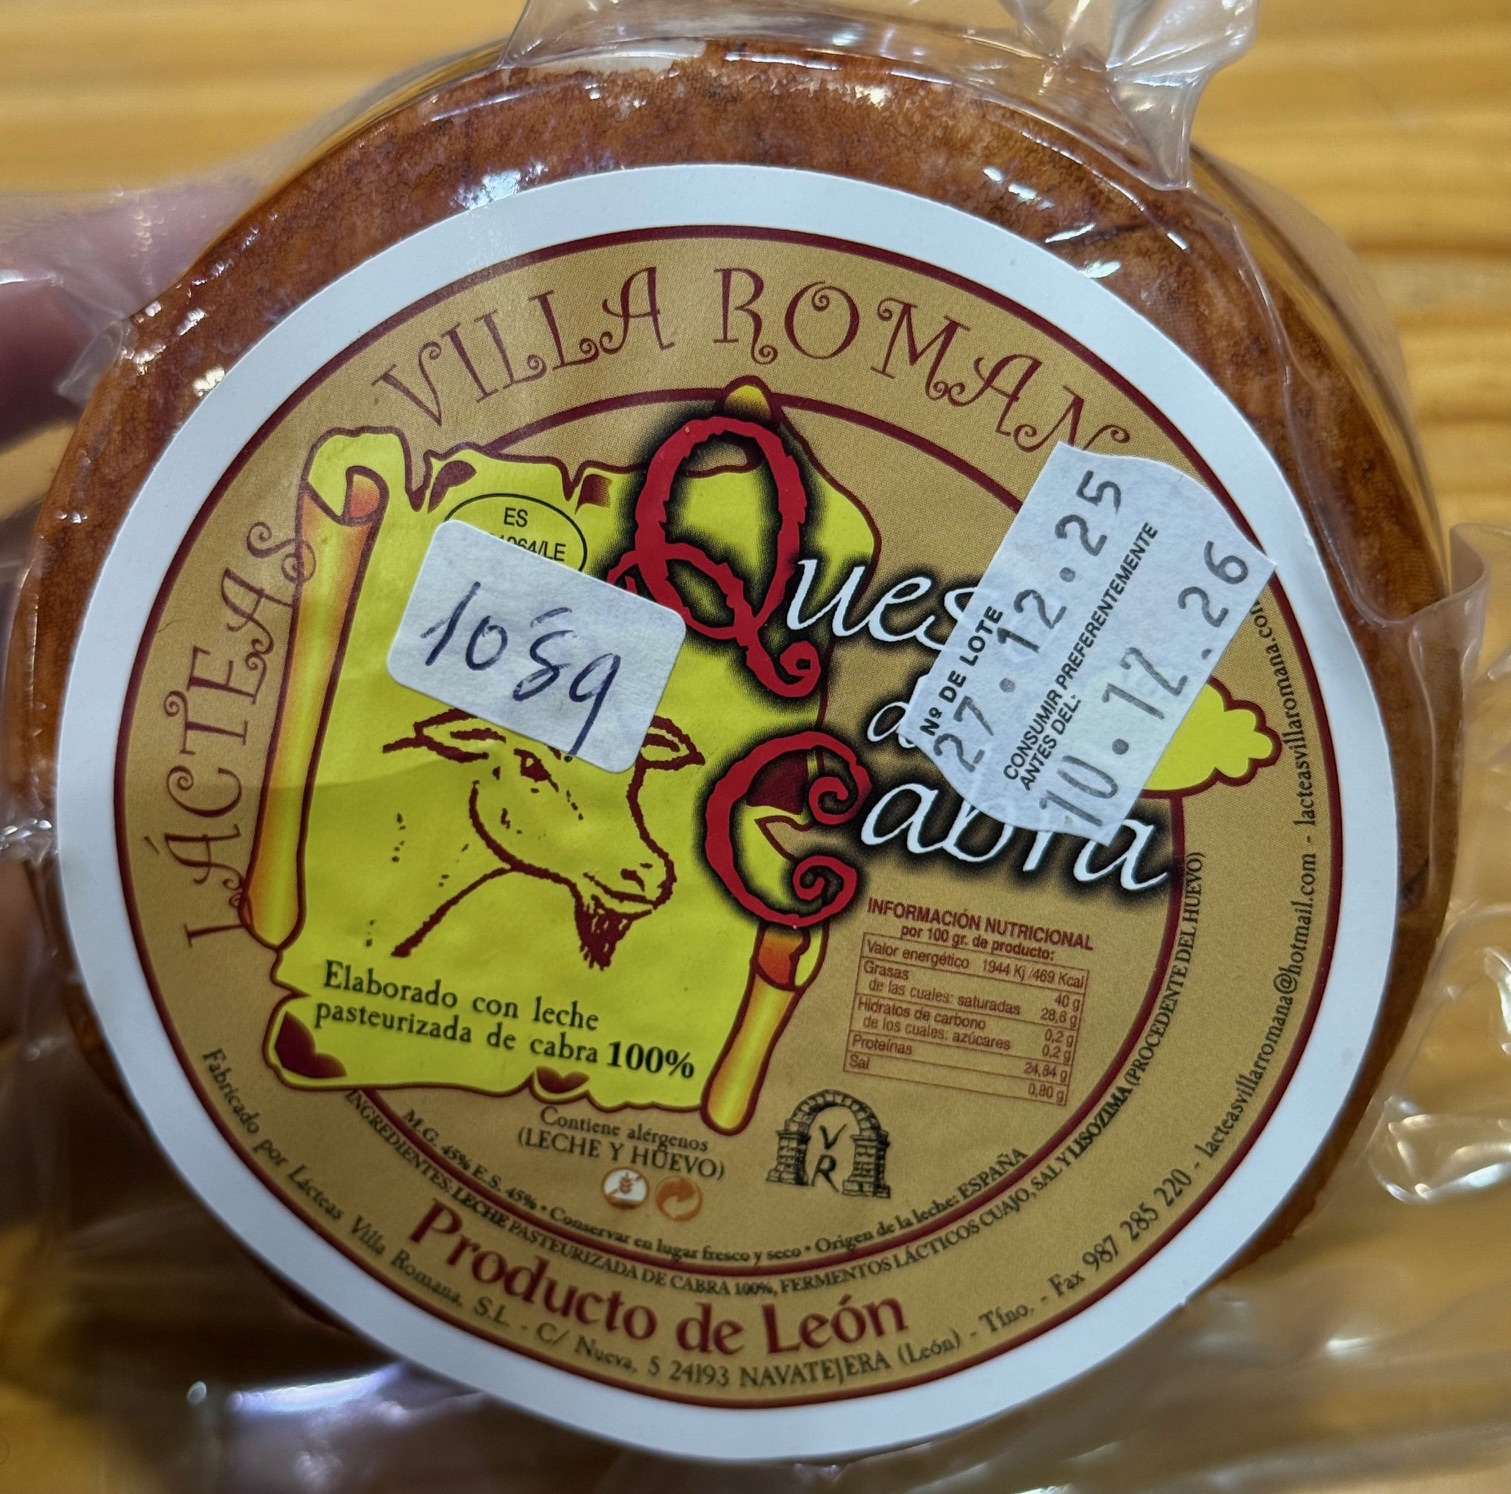 LÁCTEAS VILLA ROMAN
ES
1064/LE
10'89
Ques
d
Cabra
Nº DE LOTE
27.12.25
CONSUMIR PREFERENTEMENTE
ANTES DEL:
10.12.26
Elaborado con leche
pasteurizada de cabra 100%
INFORMACIÓN NUTRICIONAL
por 100 gr. de producto:
Valor energético 1944 Kj /469 Kcal
Grasas 40 g
de las cuales: saturadas 28,6 g
Hidratos de carbono 0,2 g
de los cuales: azúcares 0,2 g
Proteínas 24,84 g
Sal 0,80 g
Contiene alérgenos
(LECHE Y HUEVO)
V
R
M.G. 45% E.S. 45% • Conservar en lugar fresco y seco • Origen de la leche: ESPAÑA
INGREDIENTES: LECHE PASTEURIZADA DE CABRA 100%, FERMENTOS LÁCTICOS CUAJO, SAL Y LISOZIMA (PROCEDENTE DEL HUEVO)
Producto de León
Fabricado por Lácteas Villa Romana, S.L. - C/ Nueva, 5 24193 NAVATEJERA (León) - Tfno. - Fax 987 285 220 - lacteasvillarromana@hotmail.com - lacteasvillaromana.com